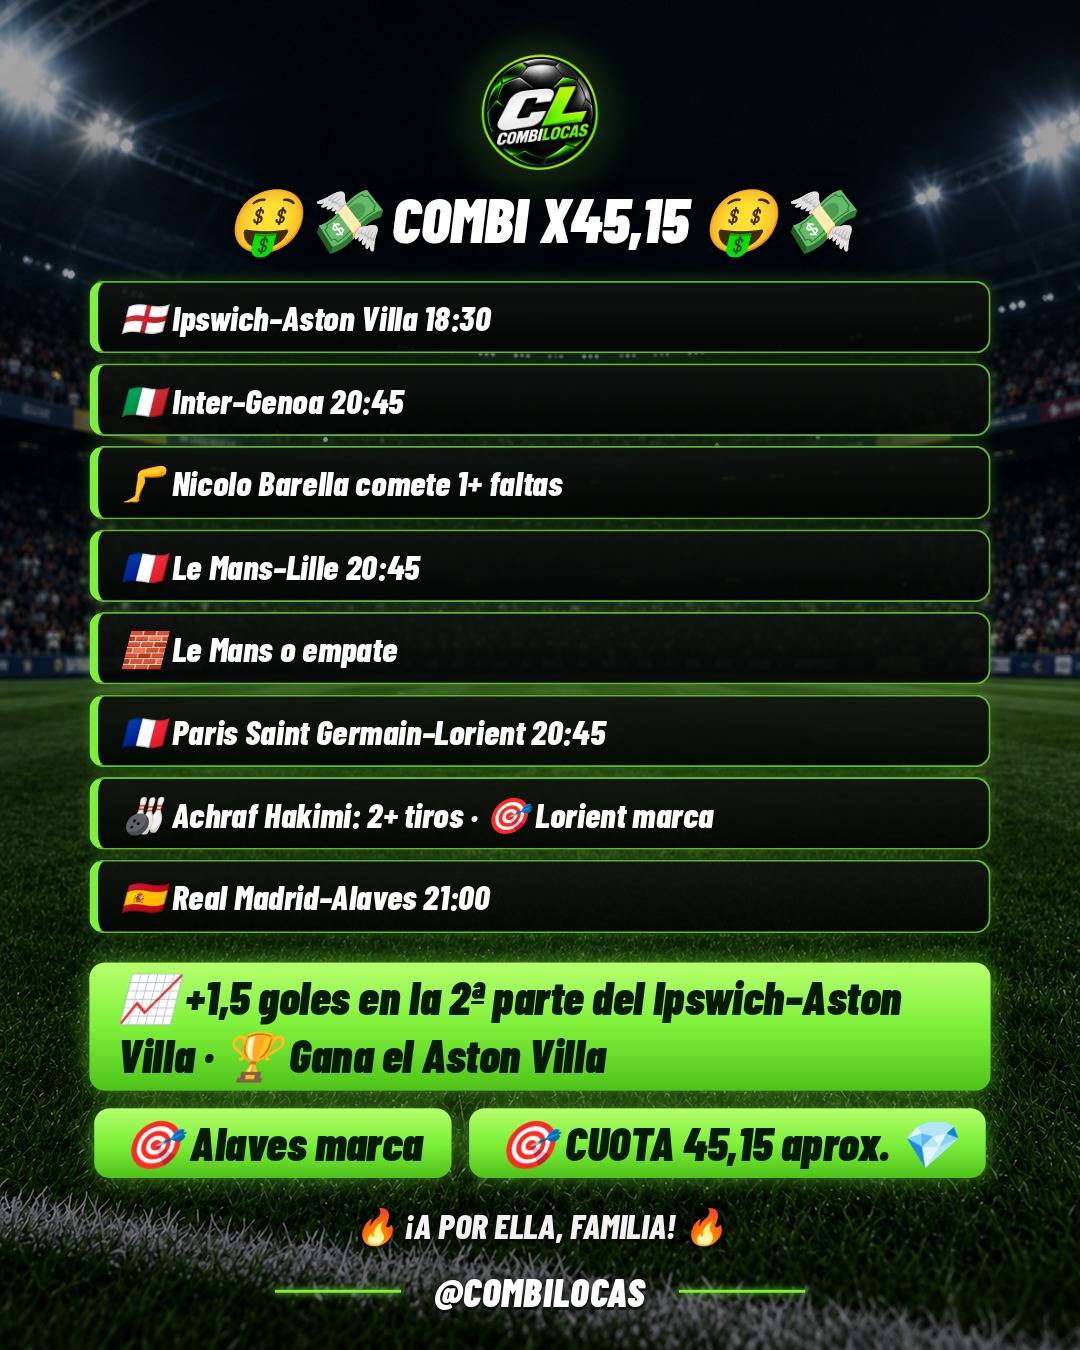 CL
COMBILOCAS
🤑 💸 COMBI X45,15 🤑 💸
🏴󠁧󠁢󠁥󠁮󠁧󠁿 Ipswich-Aston Villa 18:30
🇮🇹 Inter-Genoa 20:45
🦵 Nicolo Barella comete 1+ faltas
🇫🇷 Le Mans-Lille 20:45
🧱 Le Mans o empate
🇫🇷 Paris Saint Germain-Lorient 20:45
🎳 Achraf Hakimi: 2+ tiros · 🎯 Lorient marca
🇪🇸 Real Madrid-Alaves 21:00
📈 +1,5 goles en la 2ª parte del Ipswich-Aston
Villa · 🏆 Gana el Aston Villa
🎯 Alaves marca
🎯 CUOTA 45,15 aprox. 💎
🔥 ¡A POR ELLA, FAMILIA! 🔥
@COMBILOCAS